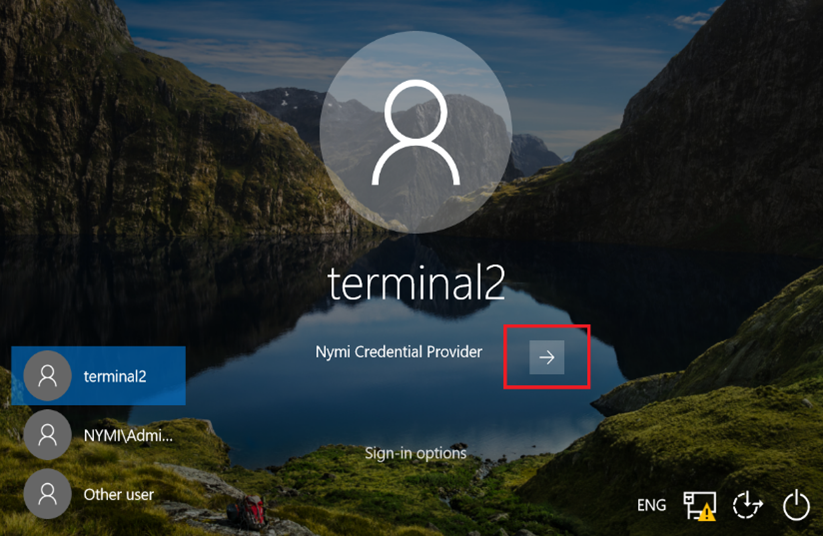 terminal2
Nymi Credential Provider
Sign-in options
terminal2
NYMI\Admi...
Other user
ENG